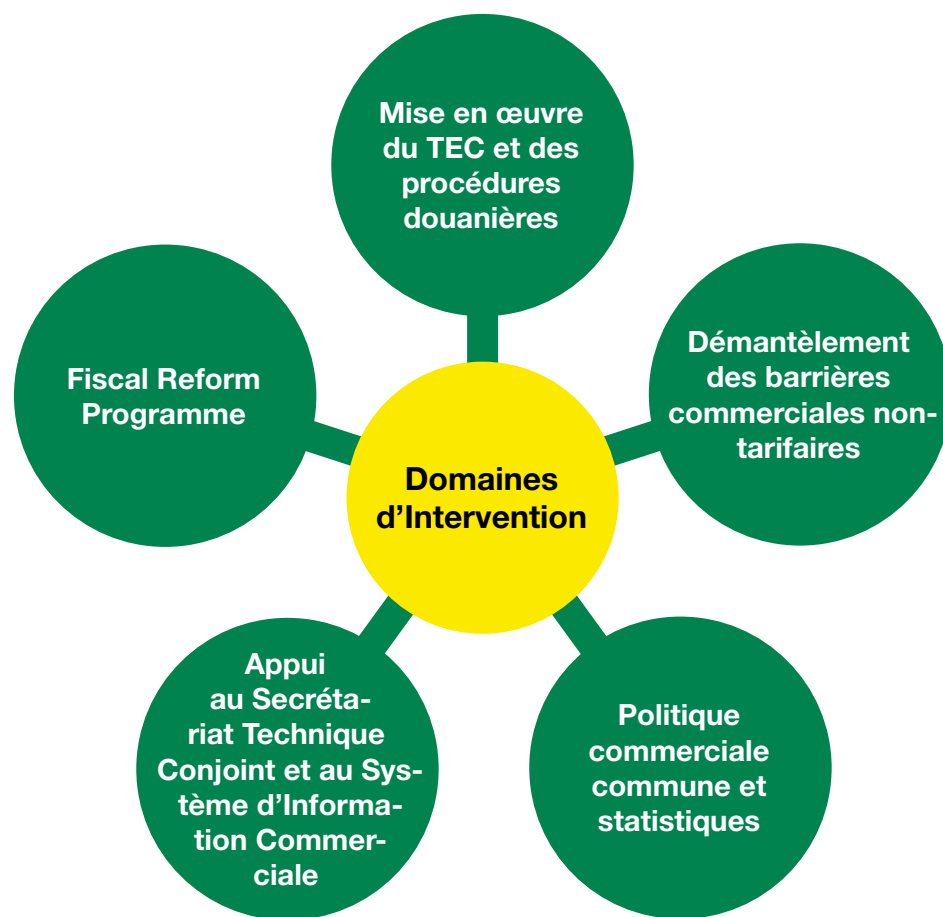 Mise en œuvre
du TEC et des
procédures
douanières
Démantèlement
des barrières
commerciales non-
tarifaires
Fiscal Reform
Programme
Domaines
d’Intervention
Appui
au Secréta-
riat Technique
Conjoint et au Sys-
tème d’Informa-
tion Commer-
ciale
Politique
commerciale
commune et
statistiques